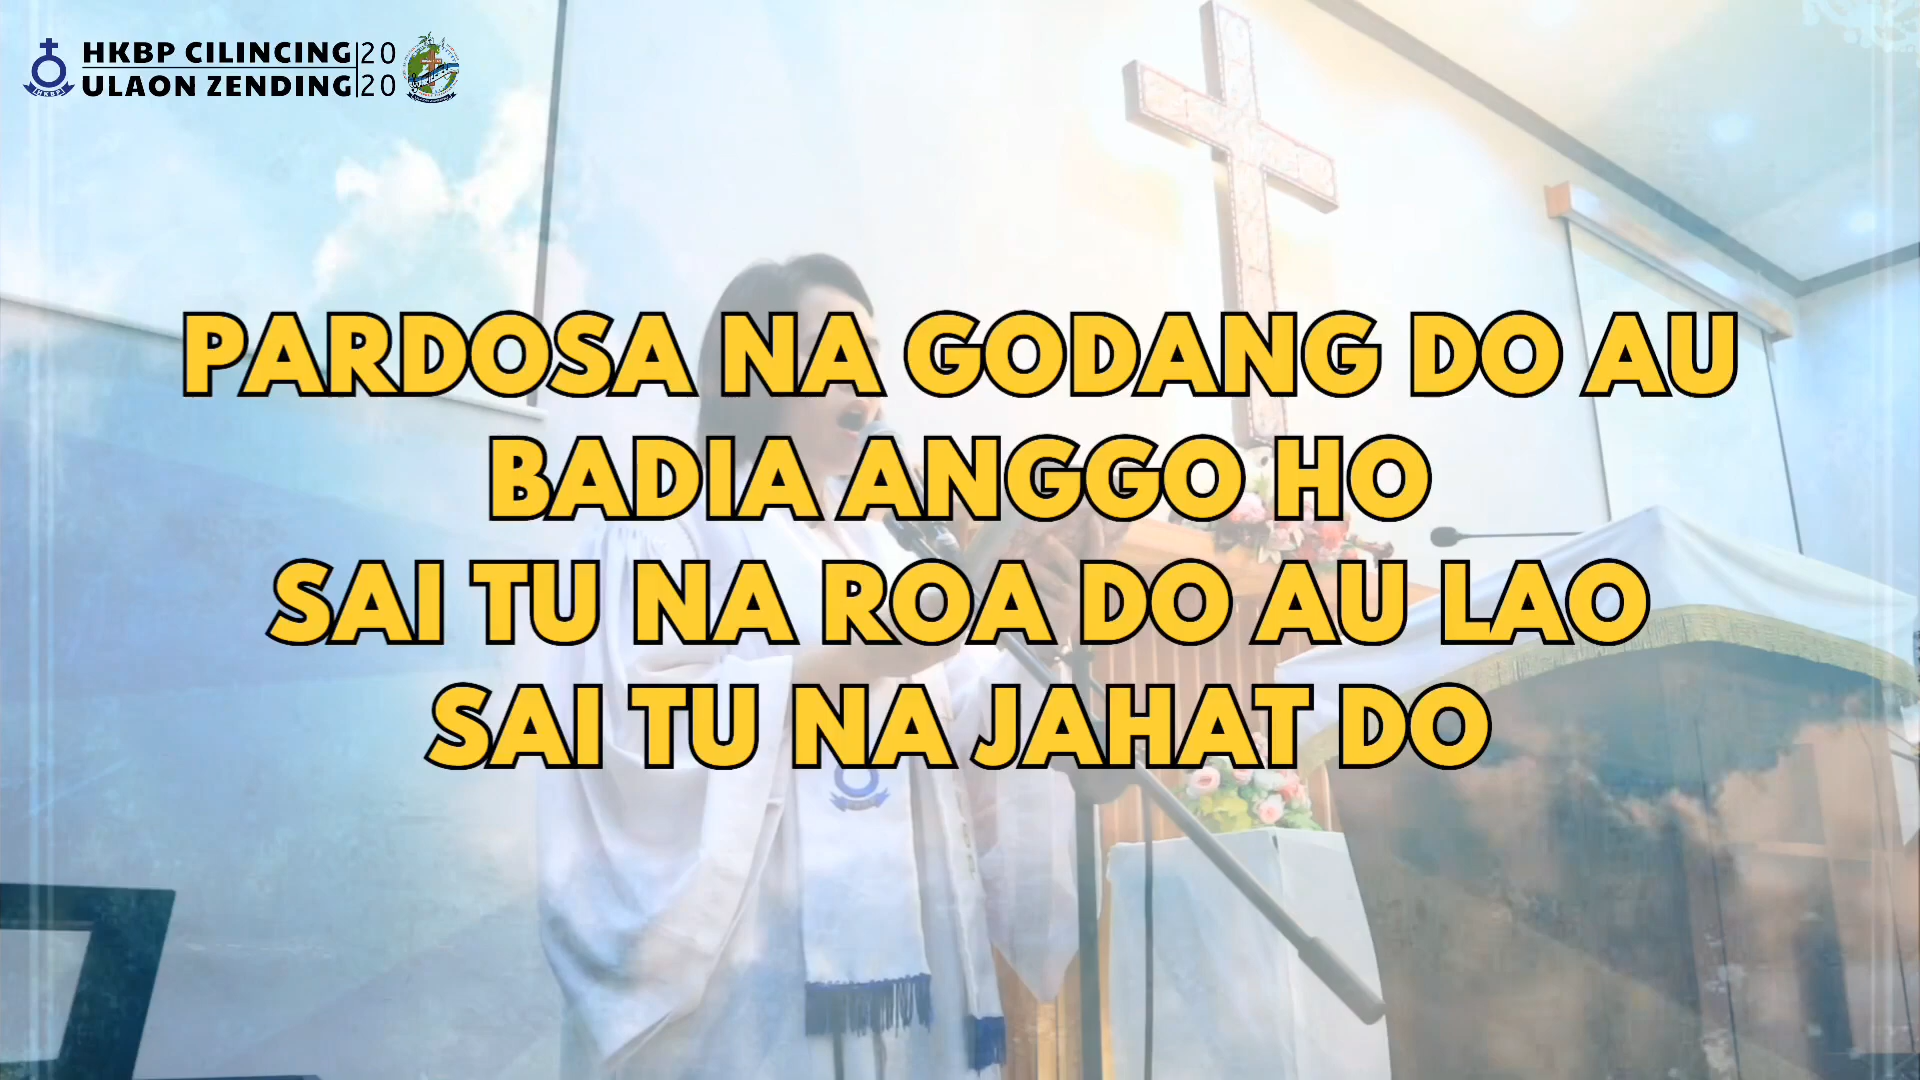 HKBP CILINCING 20
ULAON ZENDING 20
HKBP
PARDOSA NA GODANG DO AU
BADIA ANGGO HO
SAI TU NA ROA DO AU LAO
SAI TU NA JAHAT DO